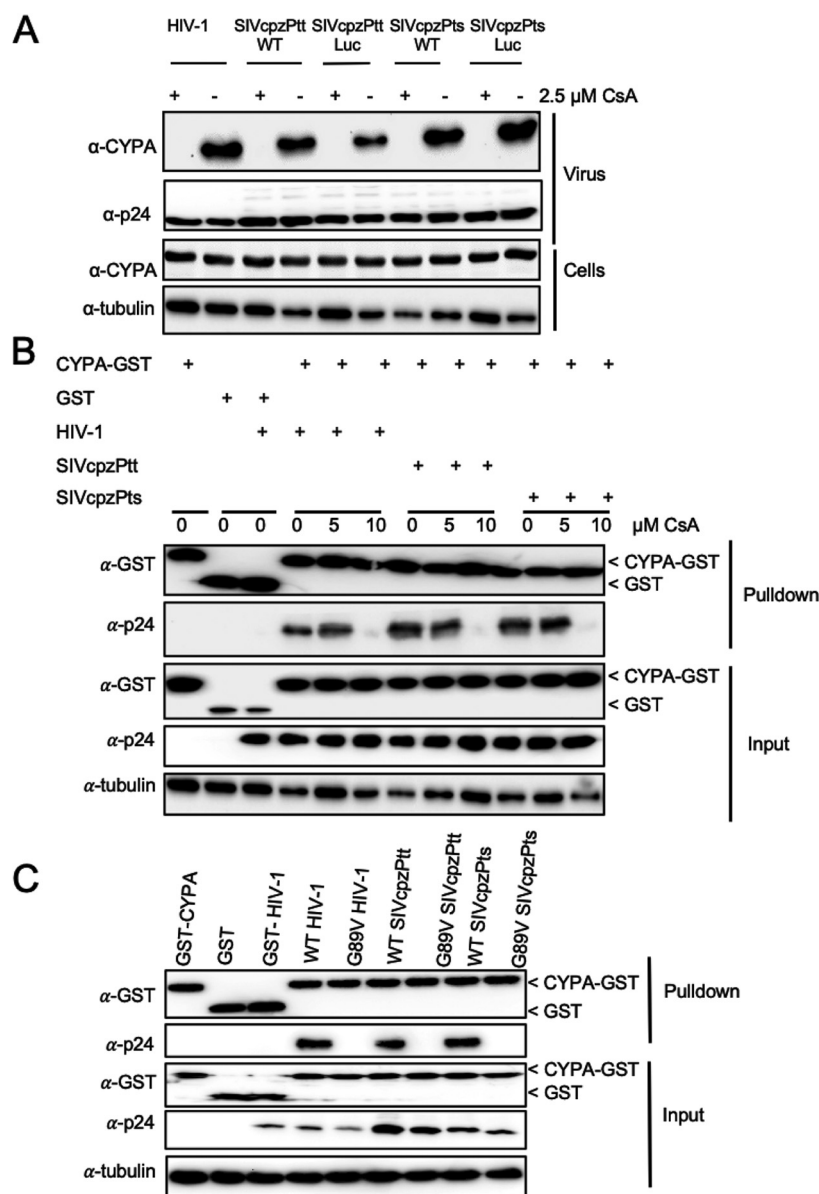 A
HIV-1 SIVcpzPtt WT SIVcpzPtt Luc SIVcpzPts WT SIVcpzPts Luc
+ - + - + - + - + - 2.5 µM CsA
α-CYPA
Virus
α-p24
α-CYPA
Cells
α-tubulin
B
CYPA-GST + + + + + + + + + +
GST + +
HIV-1 + + + +
SIVcpzPtt + + +
SIVcpzPts + + +
0 0 0 0 5 10 0 5 10 0 5 10 µM CsA
α-GST < CYPA-GST
< GST
Pulldown
α-p24
α-GST < CYPA-GST
< GST
Input
α-p24
α-tubulin
C
GST-CYPA GST GST- HIV-1 WT HIV-1 G89V HIV-1 WT SIVcpzPtt G89V SIVcpzPtt WT SIVcpzPts G89V SIVcpzPts
α-GST < CYPA-GST
< GST
Pulldown
α-p24
α-GST < CYPA-GST
< GST
Input
α-p24
α-tubulin